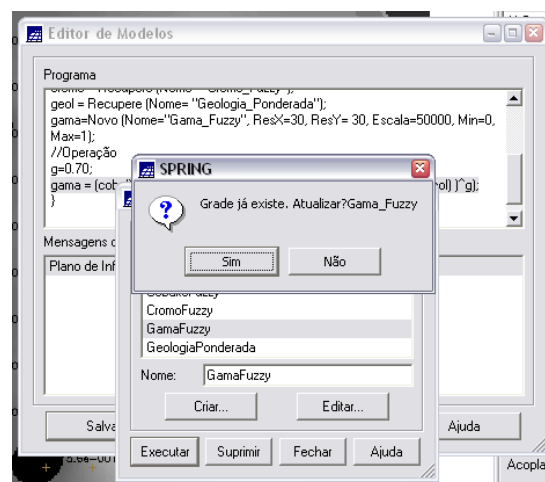 Editor de Modelos
Programa
geol = Recupere (Nome= "Geologia_Ponderada");
gama=Novo (Nome="Gama_Fuzzy", ResX=30, ResY= 30, Escala=50000, Min=0,
Max=1);
//Operação
g=0.70;
gama = (cob
ol) )^g);
}
SPRING
Grade já existe. Atualizar?Gama_Fuzzy
Sim
Não
Mensagens
Plano de Inf
CromoFuzzy
GamaFuzzy
GeologiaPonderada
Nome: GamaFuzzy
Criar...
Editar...
Salva
Ajuda
Executar
Suprimir
Fechar
Ajuda
Acopla